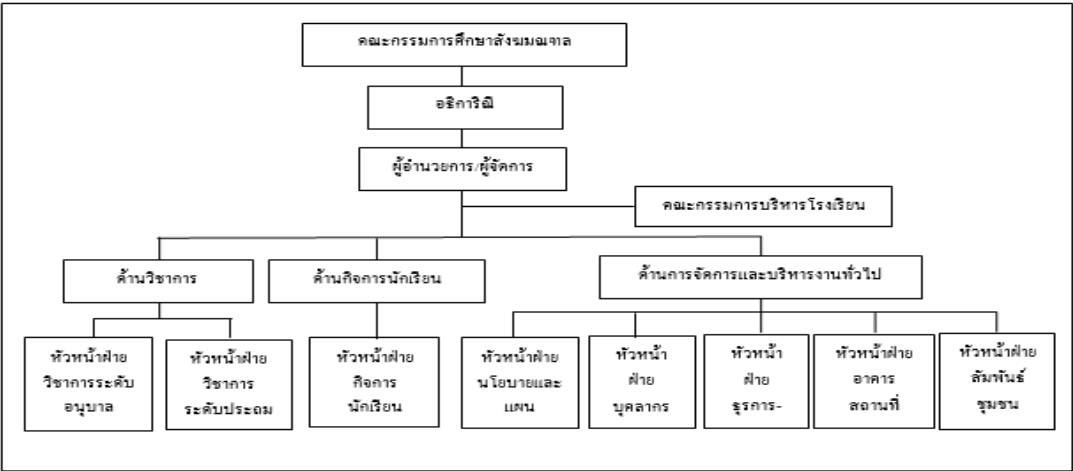 คณะกรรมการศึกษาสังฆมณฑล
อธิการิณี
ผู้อำนวยการ/ผู้จัดการ
คณะกรรมการบริหารโรงเรียน
ด้านวิชาการ
ด้านกิจการนักเรียน
ด้านการจัดการและบริหารงานทั่วไป
หัวหน้าฝ่าย
วิชาการระดับ
อนุบาล
หัวหน้าฝ่าย
วิชาการ
ระดับประถม
หัวหน้าฝ่าย
กิจการ
นักเรียน
หัวหน้าฝ่าย
นโยบายและ
แผน
หัวหน้า
ฝ่าย
บุคลากร
หัวหน้า
ฝ่าย
ธุรการ-
หัวหน้าฝ่าย
อาคาร
สถานที่
หัวหน้าฝ่าย
สัมพันธ์
ชุมชน